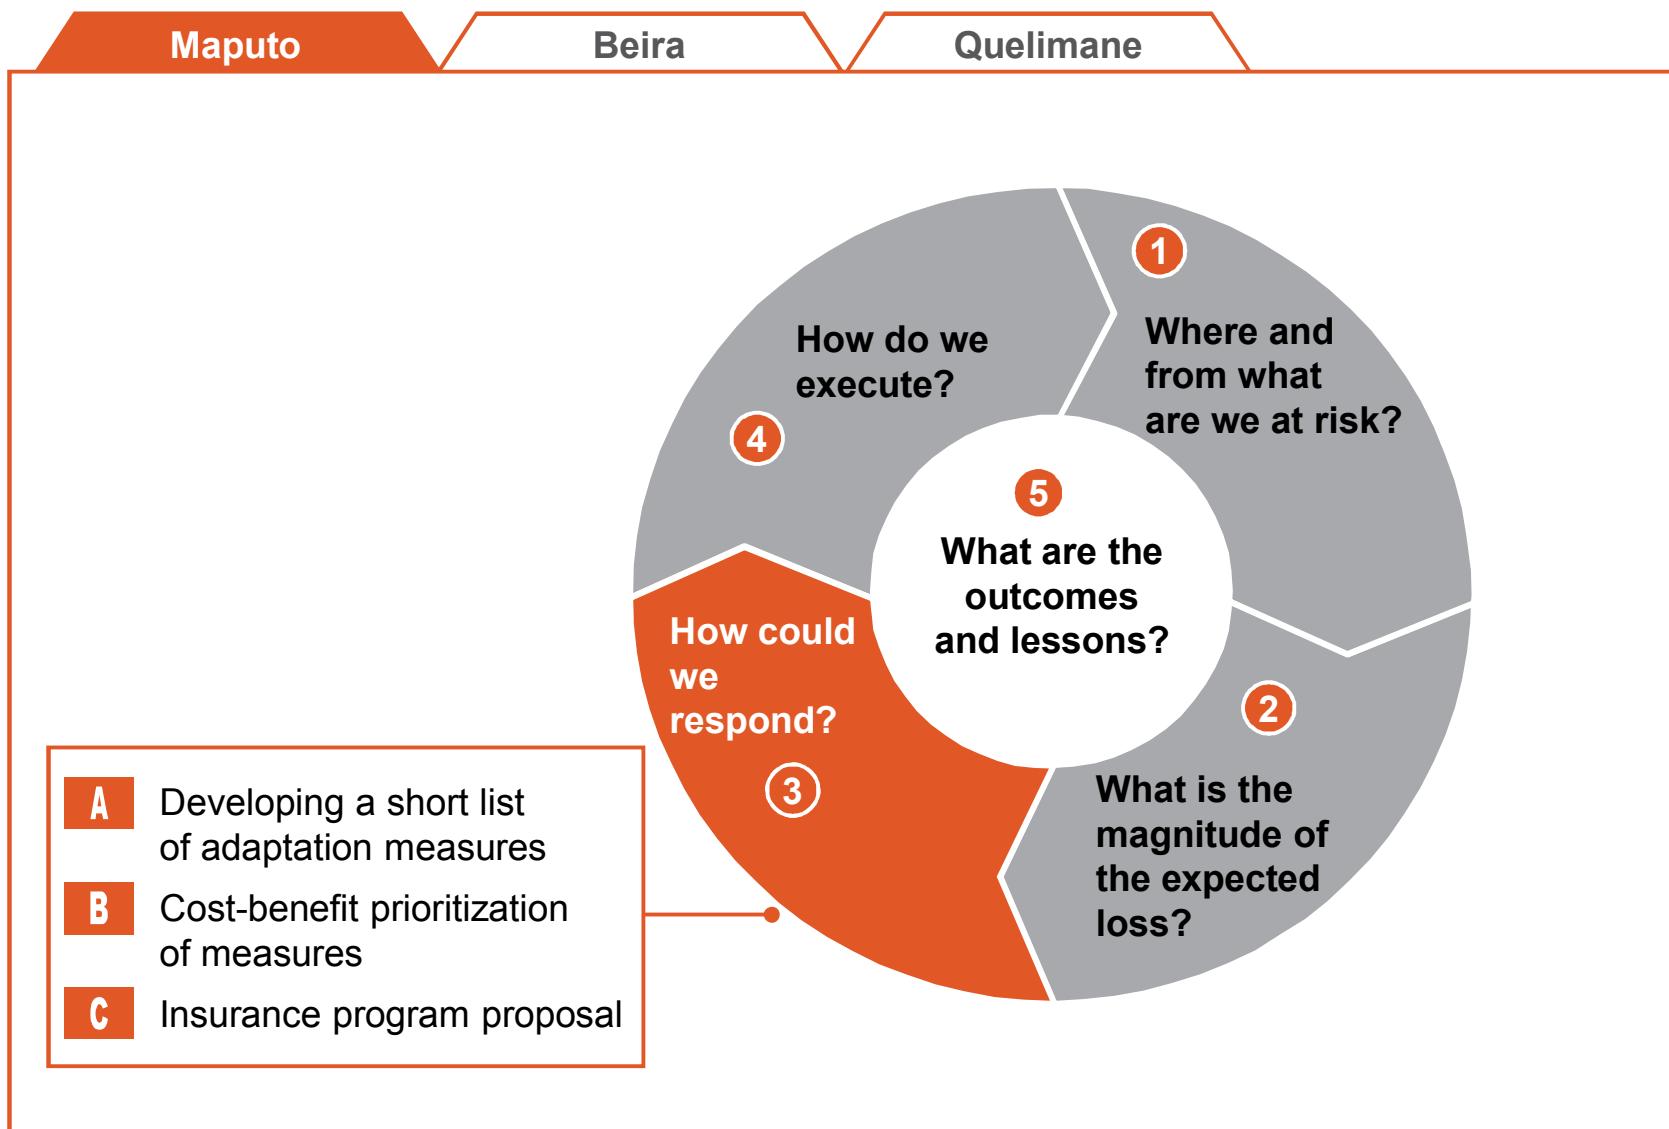 Maputo
Beira
Quelimane
1
Where and
from what
are we at risk?
2
What is the
magnitude of
the expected
loss?
How could
we
respond?
3
How do we
execute?
4
5
What are the
outcomes
and lessons?
A
Developing a short list
of adaptation measures
B
Cost-benefit prioritization
of measures
C
Insurance program proposal